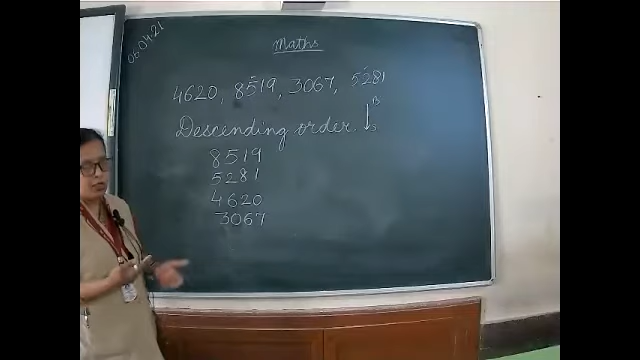 06.04.21
Maths
4620, 8519, 3067, 5281
Descending order. ↓ B S
8519
5281
4620
3067